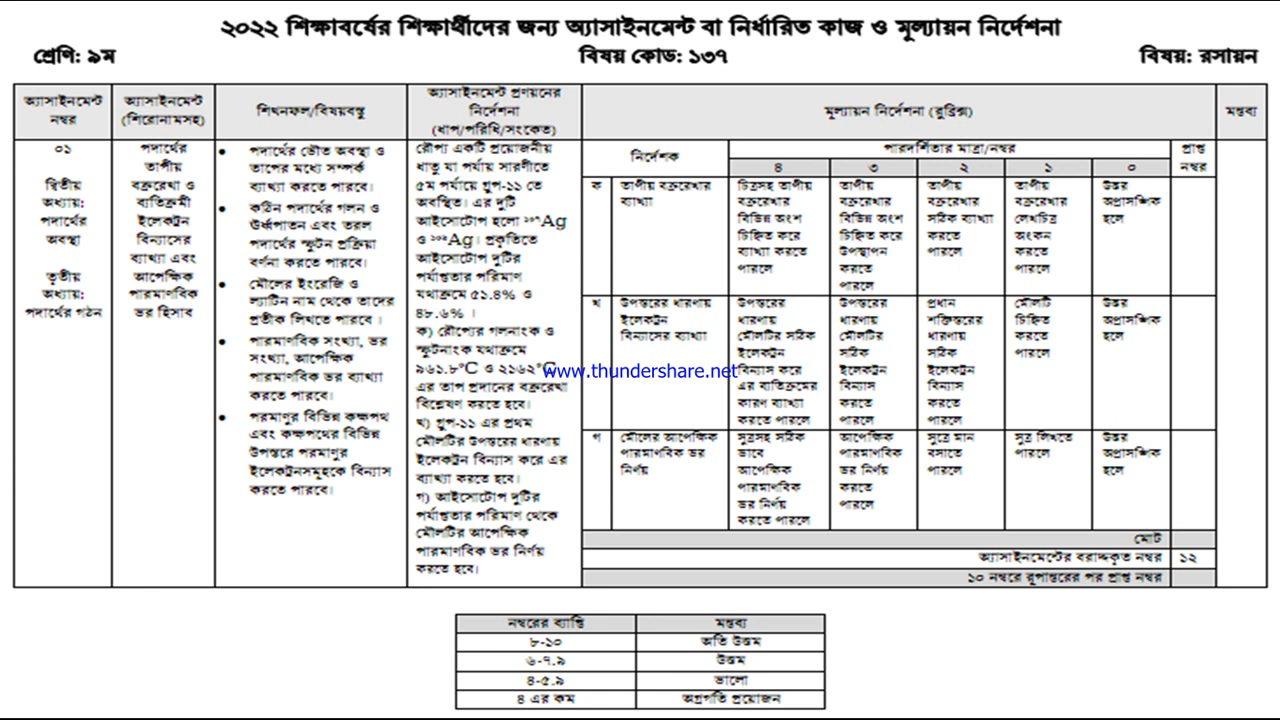 ২০২২ শিক্ষাবর্ষের শিক্ষার্থীদের জন্য অ্যাসাইনমেন্ট বা নির্ধারিত কাজ ও মূল্যায়ন নির্দেশনা
শ্রেণি: ৯ম
বিষয় কোড: ১৩৭
বিষয়: রসায়ন
অ্যাসাইনমেন্ট
নম্বর
অ্যাসাইনমেন্ট
(শিরোনামসহ)
শিখনফল/বিষয়বস্তু
অ্যাসাইনমেন্ট প্রণয়নের
নির্দেশনা
(ধাপ/পরিধি/সংকেত)
মূল্যায়ন নির্দেশনা (রুব্রিক্স)
মন্তব্য
০১
দ্বিতীয়
অধ্যায়:
পদার্থের
অবস্থা
তৃতীয়
অধ্যায়:
পদার্থের গঠন
পদার্থের
তাপীয়
বক্ররেখা ও
ব্যতিক্রমী
ইলেকট্রন
বিন্যাসের
ব্যাখ্যা এবং
আপেক্ষিক
পারমাণবিক
ভর হিসাব
• পদার্থের ভৌত অবস্থা ও
তাপের মধ্যে সম্পর্ক
ব্যাখ্যা করতে পারবে।
• কঠিন পদার্থের গলন ও
ঊর্ধ্বপাতন এবং তরল
পদার্থের স্ফুটন প্রক্রিয়া
বর্ণনা করতে পারবে।
• মৌলের ইংরেজি ও
ল্যাটিন নাম থেকে তাদের
প্রতীক লিখতে পারবে ।
• পারমাণবিক সংখ্যা, ভর
সংখ্যা, আপেক্ষিক
পারমাণবিক ভর ব্যাখ্যা
করতে পারবে।
• পরমাণুর বিভিন্ন কক্ষপথ
এবং কক্ষপথের বিভিন্ন
উপস্তরে পরমাণুর
ইলেকট্রনসমূহকে বিন্যাস
করতে পারবে।
রৌপ্য একটি প্রয়োজনীয়
ধাতু যা পর্যায় সারণীতে
৫ম পর্যায়ে গ্রুপ-১১ তে
অবস্থিত। এর দুটি
আইসোটোপ হলো ¹⁰⁷Ag
ও ¹⁰⁹Ag। প্রকৃতিতে
আইসোটোপ দুটির
পর্যাপ্ততার পরিমাণ
যথাক্রমে ৫১.৪% ও
৪৮.৬% ।
ক) রৌপ্যের গলনাংক ও
স্ফুটনাংক যথাক্রমে
৯৬১.৮°C ও ২১৬২°C
এর তাপ প্রদানের বক্ররেখা
বিশ্লেষণ করতে হবে।
খ) গ্রুপ-১১ এর প্রথম
মৌলটির উপস্তরের ধারণায়
ইলেকট্রন বিন্যাস করে এর
ব্যাখ্যা করতে হবে।
গ) আইসোটোপ দুটির
পর্যাপ্ততার পরিমাণ থেকে
মৌলটির আপেক্ষিক
পারমাণবিক ভর নির্ণয়
করতে হবে।
নির্দেশক
পারদর্শিতার মাত্রা/নম্বর
প্রাপ্ত
নম্বর
৪ ৩ ২ ১ ০
ক
তাপীয় বক্ররেখার
ব্যাখ্যা
চিত্রসহ তাপীয়
বক্ররেখার
বিভিন্ন অংশ
চিহ্নিত করে
ব্যাখ্যা করতে
পারলে
তাপীয়
বক্ররেখার
বিভিন্ন অংশ
চিহ্নিত করে
উপস্থাপন
করতে
পারলে
তাপীয়
বক্ররেখার
সঠিক ব্যাখ্যা
করতে
পারলে
তাপীয়
বক্ররেখার
লেখচিত্র
অংকন
করতে
পারলে
উত্তর
অপ্রাসঙ্গিক
হলে
খ
উপস্তরের ধারণায়
ইলেকট্রন
বিন্যাসের ব্যাখ্যা
উপস্তরের
ধারণায়
মৌলটির সঠিক
ইলেকট্রন
বিন্যাস করে
এর ব্যতিক্রমের
কারণ ব্যাখ্যা
করতে পারলে
উপস্তরের
ধারণায়
মৌলটির
সঠিক
ইলেকট্রন
বিন্যাস
করতে
পারলে
প্রধান
শক্তিস্তরের
ধারণায়
সঠিক
ইলেকট্রন
বিন্যাস
করতে
পারলে
মৌলটি
চিহ্নিত
করতে
পারলে
উত্তর
অপ্রাসঙ্গিক
হলে
গ
মৌলের আপেক্ষিক
পারমাণবিক ভর
নির্ণয়
সুত্রসহ সঠিক
ভাবে
আপেক্ষিক
পারমাণবিক
ভর নির্ণয়
করতে পারলে
আপেক্ষিক
পারমাণবিক
ভর নির্ণয়
করতে
পারলে
সুত্রে মান
বসাতে
পারলে
সুত্র লিখতে
পারলে
উত্তর
অপ্রাসঙ্গিক
হলে
মোট
অ্যাসাইনমেন্টের বরাদ্দকৃত নম্বর ১২
১০ নম্বরে রূপান্তরের পর প্রাপ্ত নম্বর
www.thundershare.net
নম্বরের ব্যাপ্তি মন্তব্য
৮-১০ অতি উত্তম
৬-৭.৯ উত্তম
৪-৫.৯ ভালো
৪ এর কম অগ্রগতি প্রয়োজন